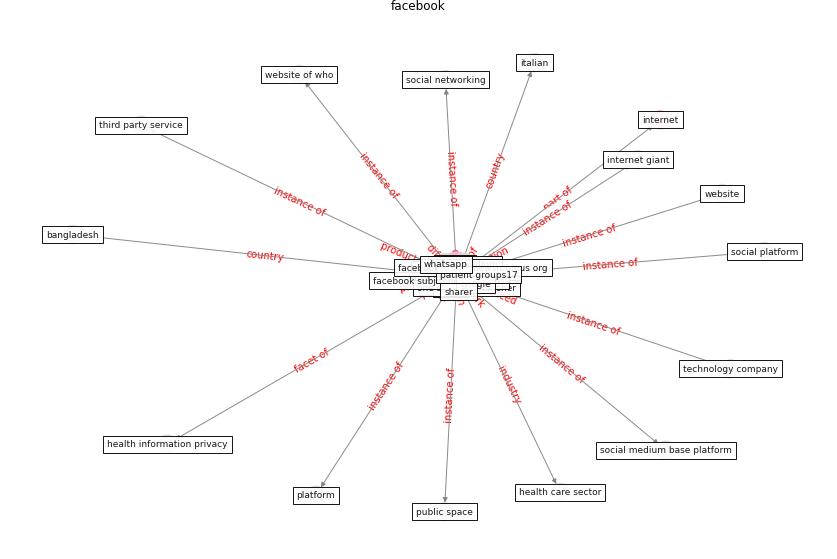 facebook
italian
website of who
social networking
internet
third party service
internet giant
instance of
instance of
country
website
part of
instance of
instance of
bangladesh
instance of
country
social platform
instance of
whatsapp
us org
patient groups17
facebook subj
sharer
instance of
facet of
instance of
technology company
instance of
instance of
industry
health information privacy
social medium base platform
platform
health care sector
public space